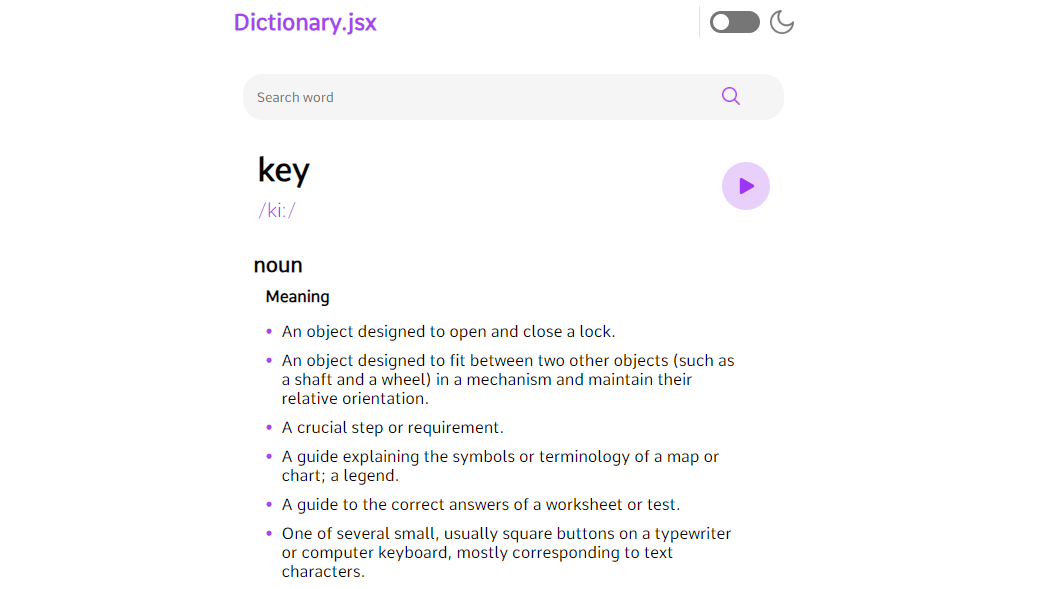 Dictionary.jsx
Search word
key
/kiː/
noun
Meaning
• An object designed to open and close a lock.
• An object designed to fit between two other objects (such as
a shaft and a wheel) in a mechanism and maintain their
relative orientation.
• A crucial step or requirement.
• A guide explaining the symbols or terminology of a map or
chart; a legend.
• A guide to the correct answers of a worksheet or test.
• One of several small, usually square buttons on a typewriter
or computer keyboard, mostly corresponding to text
characters.